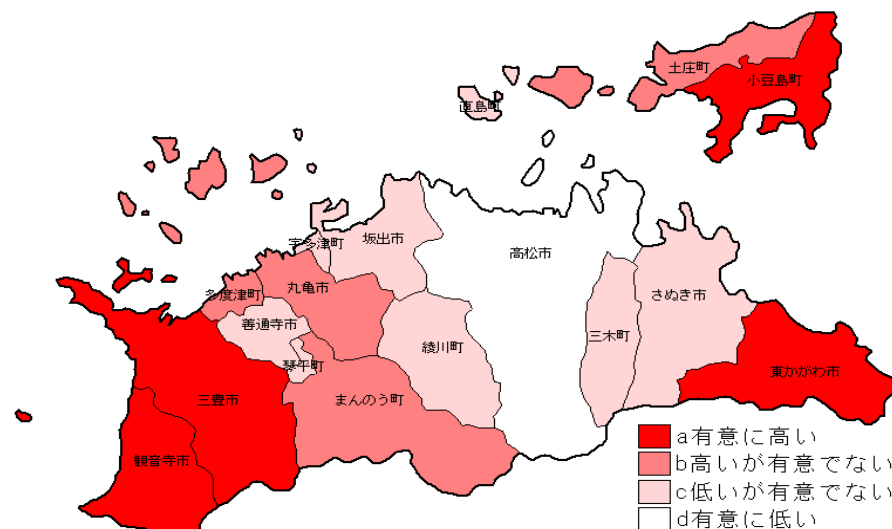 土庄町
小豆島町
直島町
宇多津町
坂出市
高松市
多度津町
丸亀市
さぬき市
善通寺市
三木町
綾川町
琴平町
東かがわ市
三豊市
まんのう町
観音寺市
a有意に高い
b高いが有意でない
c低いが有意でない
d有意に低い